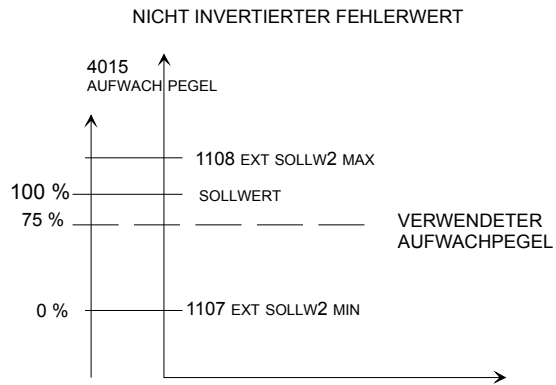 NICHT INVERTIERTER FEHLERWERT
4015
AUFWACH PEGEL
1108 EXT SOLLW2 MAX
100 %
SOLLWERT
75 %
VERWENDETER
AUFWACHPEGEL
0 %
1107 EXT SOLLW2 MIN